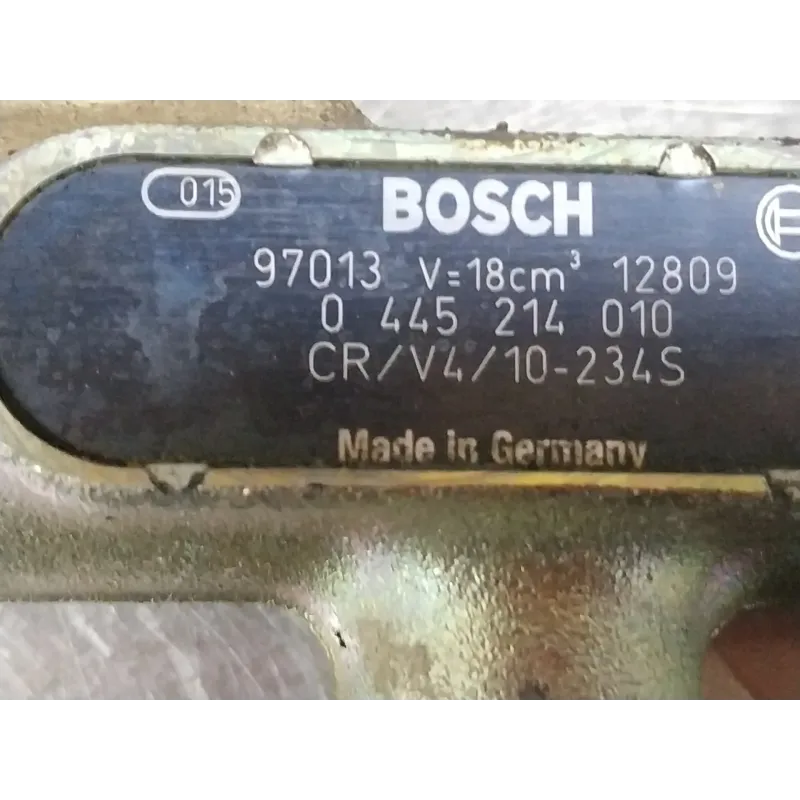 015
BOSCH
97013 V=18cm³ 12809
0 445 214 010
CR/V4/10-234S
Made in Germany